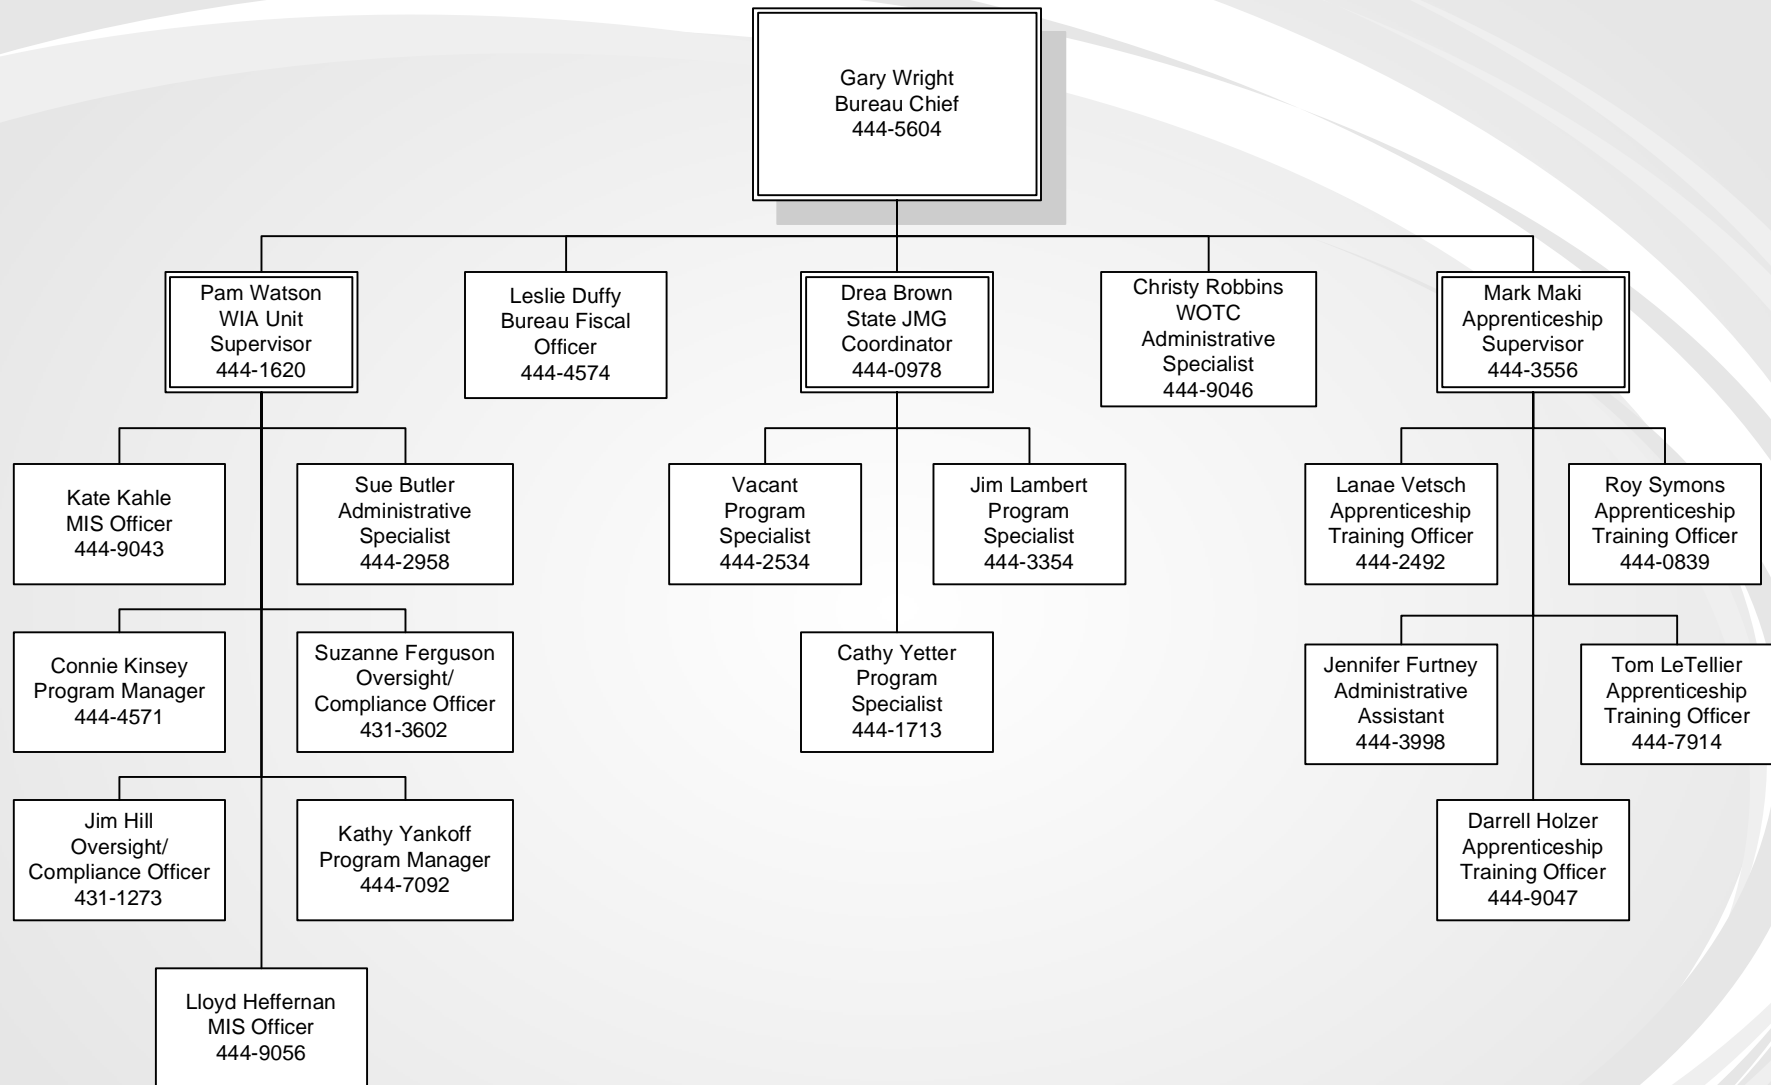 Gary Wright
Bureau Chief
444-5604
Pam Watson
WIA Unit
Supervisor
444-1620
Leslie Duffy
Bureau Fiscal
Officer
444-4574
Drea Brown
State JMG
Coordinator
444-0978
Christy Robbins
WOTC
Administrative
Specialist
444-9046
Mark Maki
Apprenticeship
Supervisor
444-3556
Kate Kahle
MIS Officer
444-9043
Sue Butler
Administrative
Specialist
444-2958
Vacant
Program
Specialist
444-2534
Jim Lambert
Program
Specialist
444-3354
Lanae Vetsch
Apprenticeship
Training Officer
444-2492
Roy Symons
Apprenticeship
Training Officer
444-0839
Connie Kinsey
Program Manager
444-4571
Suzanne Ferguson
Oversight/
Compliance Officer
431-3602
Cathy Yetter
Program
Specialist
444-1713
Jennifer Furtney
Administrative
Assistant
444-3998
Tom LeTellier
Apprenticeship
Training Officer
444-7914
Jim Hill
Oversight/
Compliance Officer
431-1273
Kathy Yankoff
Program Manager
444-7092
Darrell Holzer
Apprenticeship
Training Officer
444-9047
Lloyd Heffernan
MIS Officer
444-9056